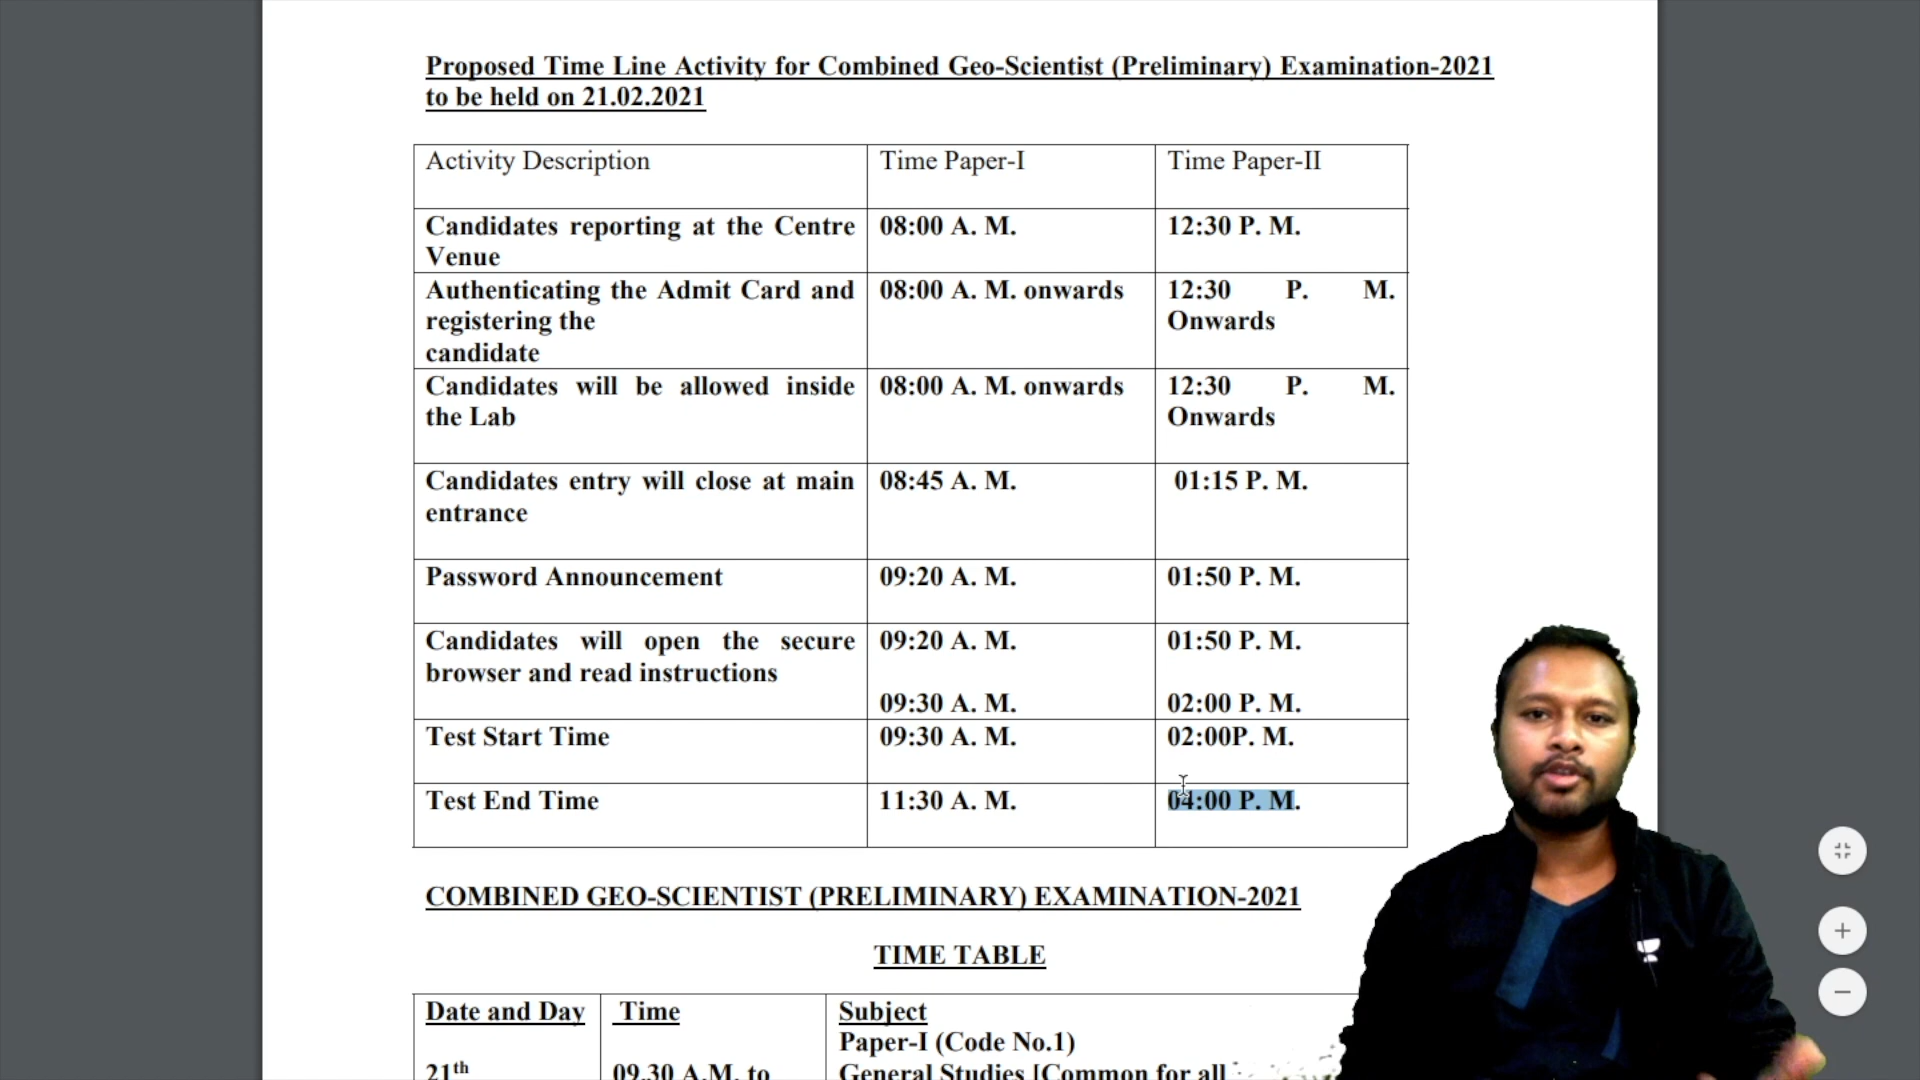 Proposed Time Line Activity for Combined Geo-Scientist (Preliminary) Examination-2021
to be held on 21.02.2021
Activity Description
Time Paper-I
Time Paper-II
Candidates reporting at the Centre
Venue
08:00 A. M.
12:30 P. M.
Authenticating the Admit Card and
registering the
candidate
08:00 A. M. onwards
12:30 P. M.
Onwards
Candidates will be allowed inside
the Lab
08:00 A. M. onwards
12:30 P. M.
Onwards
Candidates entry will close at main
entrance
08:45 A. M.
01:15 P. M.
Password Announcement
09:20 A. M.
01:50 P. M.
Candidates will open the secure
browser and read instructions
09:20 A. M.
09:30 A. M.
01:50 P. M.
02:00 P. M.
Test Start Time
09:30 A. M.
02:00P. M.
Test End Time
11:30 A. M.
04:00 P. M.
COMBINED GEO-SCIENTIST (PRELIMINARY) EXAMINATION-2021
TIME TABLE
Date and Day
21th
Time
09.30 A.M. to
Subject
Paper-I (Code No.1)
General Studies [Common for all